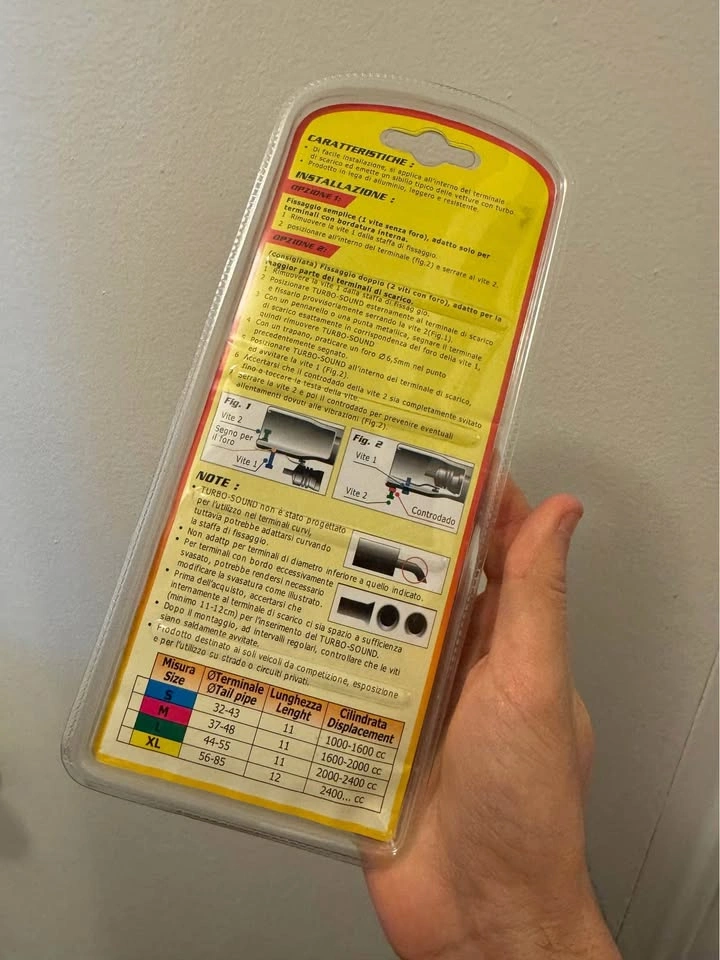 CARATTERISTICHE :
• Di facile installazione, si applica all'interno del terminale
di scarico ed emette un sibilo tipico delle vetture con turbo.
• Prodotto in lega di alluminio, leggero e resistente.
INSTALLAZIONE :
OPZIONE 1:
Fissaggio semplice (1 vite senza foro), adatto solo per
terminali con bordatura interna.
1 Rimuovere la vite 1 dalla staffa di fissaggio.
2 posizionare all'interno del terminale (fig.2) e serrare al vite 2.
OPZIONE 2:
(consigliata) Fissaggio doppio (2 viti con foro), adatto per la
maggior parte dei terminali di scarico.
1 Rimuovere la vite 1 dalla staffa di fissaggio.
2 Posizionare TURBO-SOUND esternamente al terminale di scarico
e fissarlo provvisoriamente serrando la vite 2(Fig.1).
3 Con un pennarello o una punta metallica, segnare il terminale
di scarico esattamente in corrispondenza del foro della vite 1,
quindi rimuovere TURBO-SOUND
4 Con un trapano, praticare un foro Ø 6,5mm nel punto
precedentemente segnato.
Posizionare TURBO-SOUND all'interno del terminale di scarico,
ed avvitare la vite 1 (Fig.2).
6 Accertarsi che il controdado della vite 2 sia completamente svitato
fino e toccare la testa della vite.
Serrare la vite 2 e poi il controdado per prevenire eventuali
allentamenti dovuti alle vibrazioni (Fig.2).
Fig. 1
Vite 2
Segno per
il foro
Vite 1
Fig. 2
Vite 1
Vite 2
Controdado
NOTE :
• TURBO-SOUND non è stato progettato
per l'utilizzo nei terminali curvi,
tuttavia potrebbe adattarsi curvando
la staffa di fissaggio.
• Non adattp per terminali di diametro inferiore a quello indicato.
• Per terminali con bordo eccessivemente
svasato, potrebbe rendersi necessario
modificare la svasatura come illustrato.
• Prima dell'acquisto, accertarsi che
internamente al terminale di scarico ci sia spazio a sufficienza
(minimo 11-12cm) per l'inserimento del TURBO-SOUND.
• Dopo il montaggio, ad intervalli regolari, controllare che le viti
siano saldamente avvitate.
• Prodotto destinato ai soli veicoli da competizione, esposizione
e per l'utilizzo su strade o circuiti privati.
Misura Size ØTerminale ØTail pipe Lunghezza Lenght Cilindrata Displacement
S 32-43 11 1000-1600 cc
M 37-48 11 1600-2000 cc
L 44-55 11 2000-2400 cc
XL 56-85 12 2400... cc